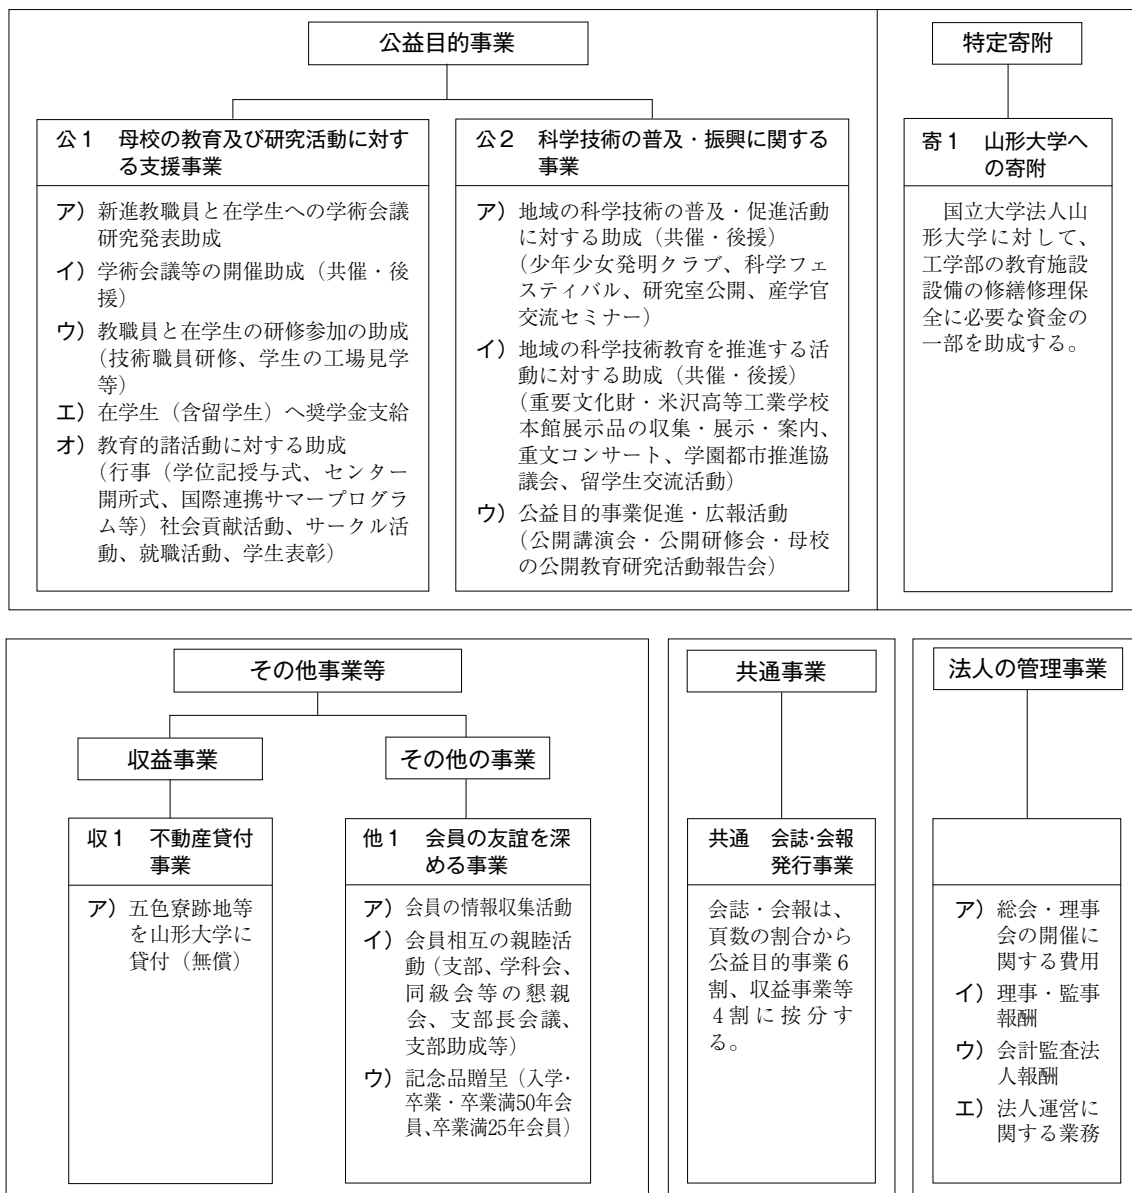 公益目的事業
公1 母校の教育及び研究活動に対す
る支援事業
ア）新進教職員と在学生への学術会議
研究発表助成
イ）学術会議等の開催助成（共催・後
援）
ウ）教職員と在学生の研修参加の助成
（技術職員研修、学生の工場見学
等）
エ）在学生（含留学生）へ奨学金支給
オ）教育的諸活動に対する助成
（行事（学位記授与式、センター
開所式、国際連携サマープログラ
ム等）社会貢献活動、サークル活
動、就職活動、学生表彰）
公2 科学技術の普及・振興に関する
事業
ア）地域の科学技術の普及・促進活動
に対する助成（共催・後援）
（少年少女発明クラブ、科学フェ
スティバル、研究室公開、産学官
交流セミナー）
イ）地域の科学技術教育を推進する活
動に対する助成（共催・後援）
（重要文化財・米沢高等工業学校
本館展示品の収集・展示・案内、
重文コンサート、学園都市推進協
議会、留学生交流活動）
ウ）公益目的事業促進・広報活動
（公開講演会・公開研修会・母校
の公開教育研究活動報告会）
特定寄附
寄1 山形大学へ
の寄附
国立大学法人山
形大学に対して、
工学部の教育施設
設備の修繕修理保
全に必要な資金の
一部を助成する。
その他事業等
収益事業
収1 不動産貸付
事業
ア）五色寮跡地等
を山形大学に
貸付（無償）
その他の事業
他1 会員の友誼を深
める事業
ア）会員の情報収集活動
イ）会員相互の親睦活
動（支部、学科会、
同級会等の懇親
会、支部長会議、
支部助成等）
ウ）記念品贈呈（入学・
卒業・卒業満50年会
員、卒業満25年会員）
共通事業
共通 会誌・会報
発行事業
会誌・会報は、
頁数の割合から
公益目的事業6
割、収益事業等
4割に按分す
る。
法人の管理事業
ア）総会・理事
会の開催に
関する費用
イ）理事・監事
報酬
ウ）会計監査法
人報酬
エ）法人運営に
関する業務